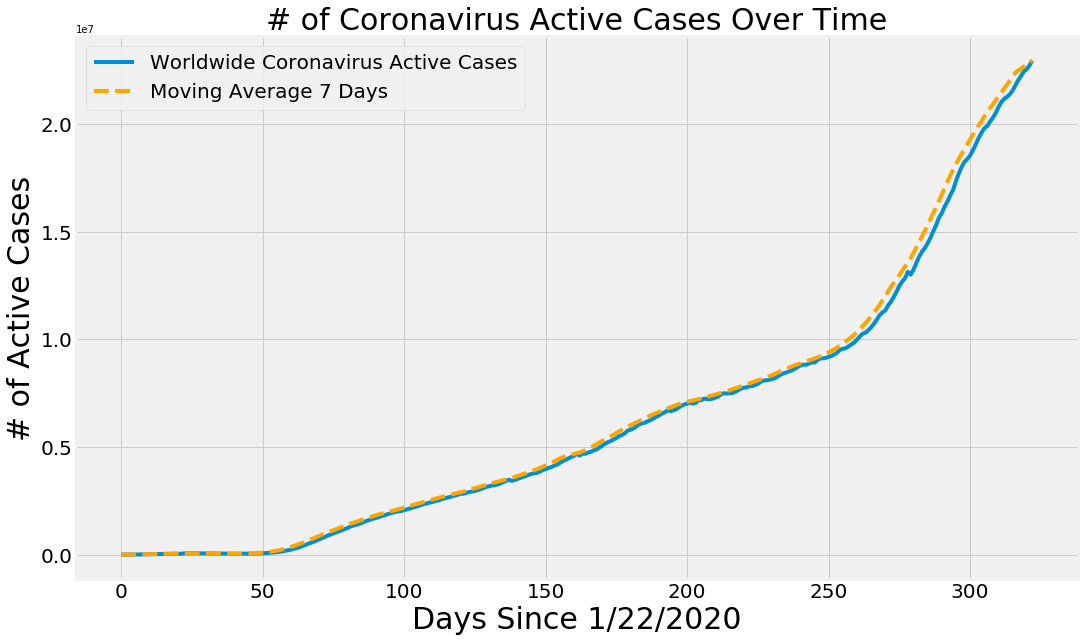 # of Coronavirus Active Cases Over Time
1e7
Worldwide Coronavirus Active Cases
Moving Average 7 Days
2.0
1.5
1.0
0.5
0.0
# of Active Cases
0 50 100 150 200 250 300
Days Since 1/22/2020